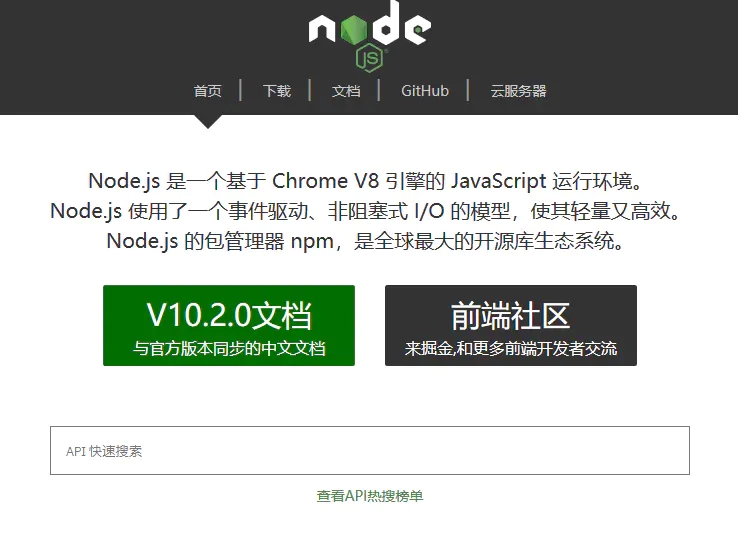 node
JS
首页 下载 文档 GitHub 云服务器
Node.js 是一个基于 Chrome V8 引擎的 JavaScript 运行环境。
Node.js 使用了一个事件驱动、非阻塞式 I/O 的模型，使其轻量又高效。
Node.js 的包管理器 npm，是全球最大的开源库生态系统。
V10.2.0文档
与官方版本同步的中文文档
前端社区
来掘金,和更多前端开发者交流
API 快速搜索
查看API热搜榜单